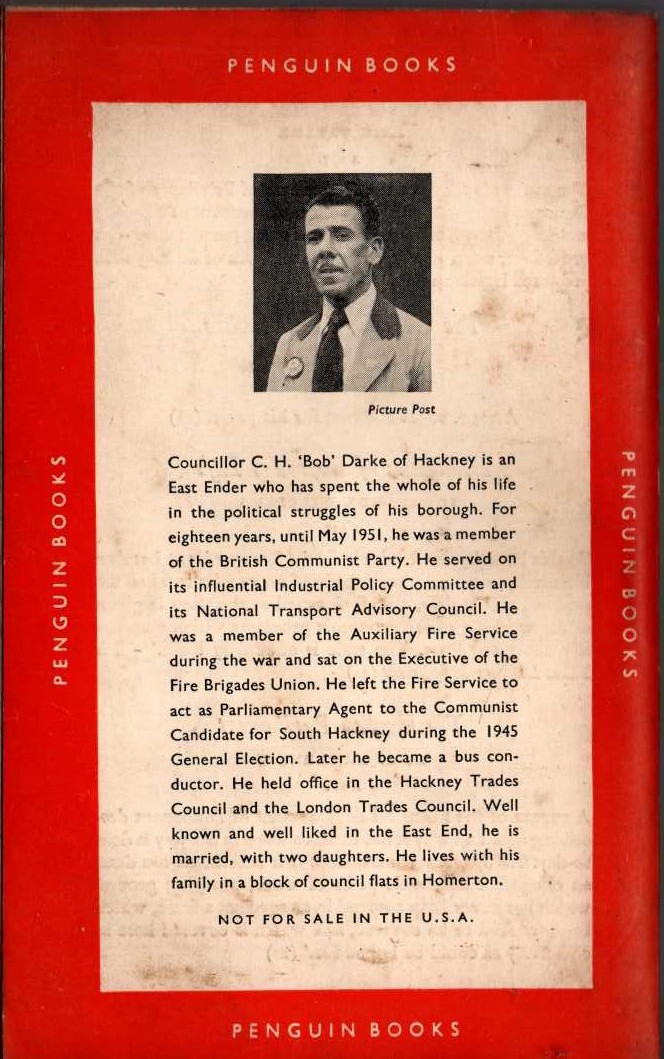 PENGUIN BOOKS
Picture Post
Councillor C. H. ‘Bob’ Darke of Hackney is an
East Ender who has spent the whole of his life
in the political struggles of his borough. For
eighteen years, until May 1951, he was a member
of the British Communist Party. He served on
its influential Industrial Policy Committee and
its National Transport Advisory Council. He
was a member of the Auxiliary Fire Service
during the war and sat on the Executive of the
Fire Brigades Union. He left the Fire Service to
act as Parliamentary Agent to the Communist
Candidate for South Hackney during the 1945
General Election. Later he became a bus con-
ductor. He held office in the Hackney Trades
Council and the London Trades Council. Well
known and well liked in the East End, he is
married, with two daughters. He lives with his
family in a block of council flats in Homerton.
NOT FOR SALE IN THE U.S.A.
PENGUIN BOOKS
PENGUIN BOOKS
PENGUIN BOOKS